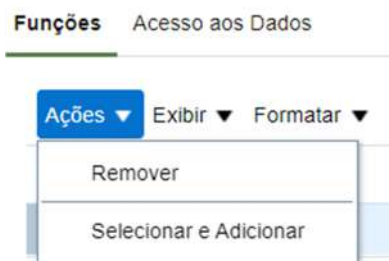 Funções Acesso aos Dados
Ações Exibir Formatar
Remover
Selecionar e Adicionar